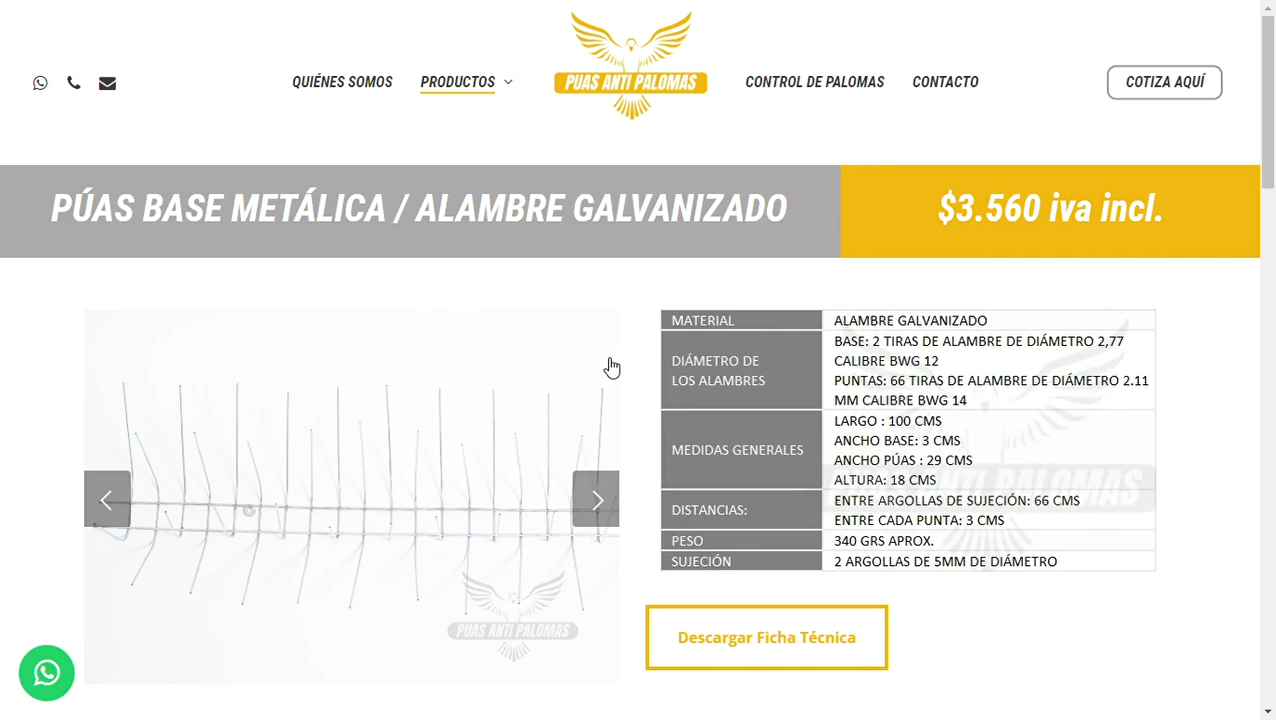 QUIÉNES SOMOS
PRODUCTOS
PUAS ANTI PALOMAS
CONTROL DE PALOMAS
CONTACTO
COTIZA AQUÍ
PÚAS BASE METÁLICA / ALAMBRE GALVANIZADO
$3.560 iva incl.
MATERIAL
ALAMBRE GALVANIZADO
DIÁMETRO DE
LOS ALAMBRES
BASE: 2 TIRAS DE ALAMBRE DE DIÁMETRO 2,77
CALIBRE BWG 12
PUNTAS: 66 TIRAS DE ALAMBRE DE DIÁMETRO 2.11
MM CALIBRE BWG 14
MEDIDAS GENERALES
LARGO : 100 CMS
ANCHO BASE: 3 CMS
ANCHO PÚAS : 29 CMS
ALTURA: 18 CMS
DISTANCIAS:
ENTRE ARGOLLAS DE SUJECIÓN: 66 CMS
ENTRE CADA PUNTA: 3 CMS
PESO
340 GRS APROX.
SUJECIÓN
2 ARGOLLAS DE 5MM DE DIÁMETRO
PUAS ANTI PALOMAS
PUAS ANTI PALOMAS
Descargar Ficha Técnica